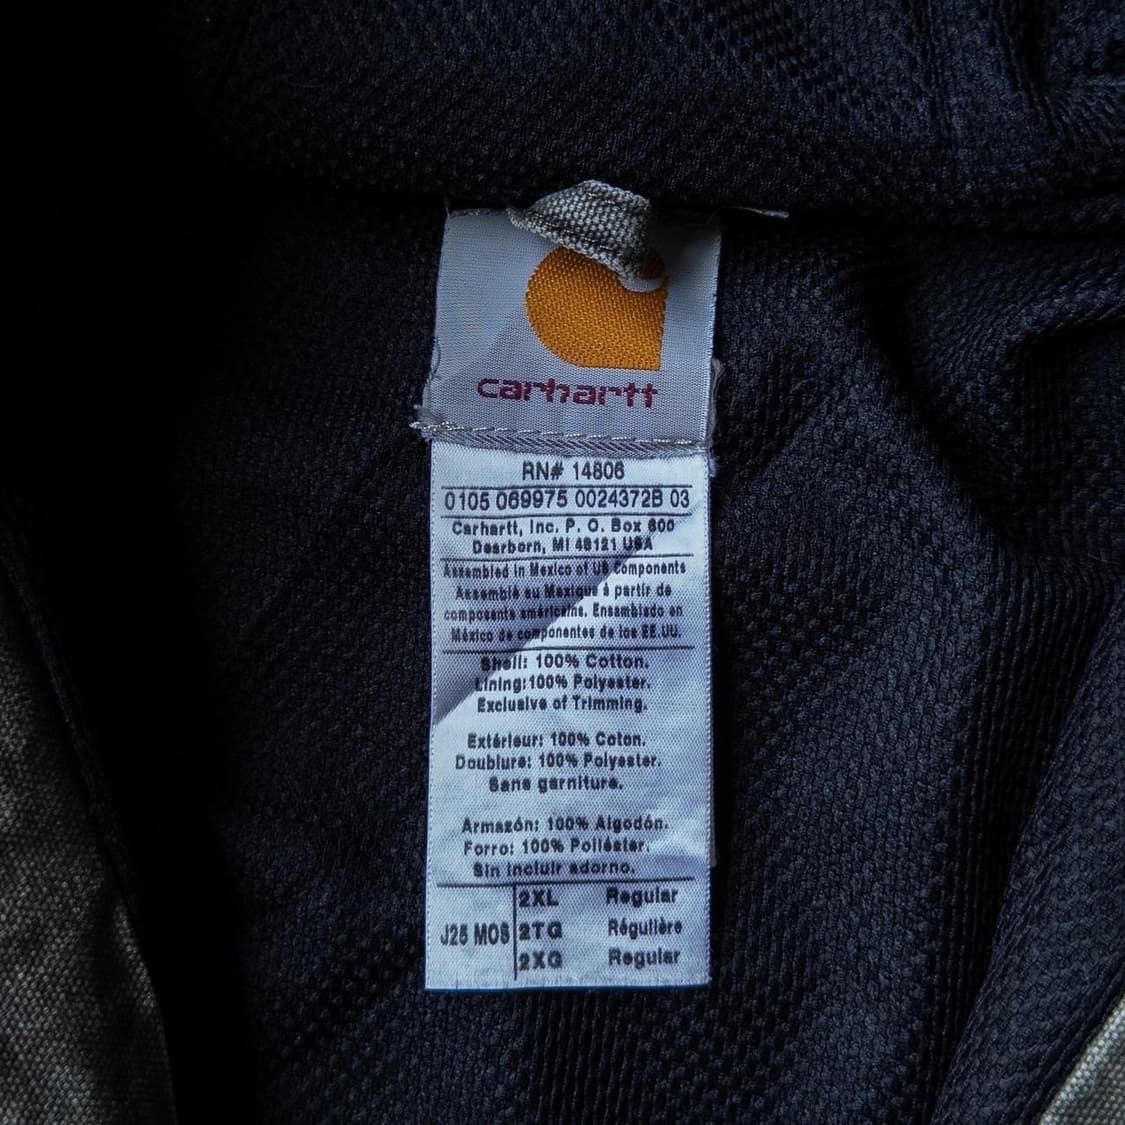 carhartt
RN# 14806
0105 069975 0024372B 03
Carhartt, Inc. P. O. Box 600
Dearborn, MI 48121 USA
Assembled in Mexico of US Components
Assemblé au Mexique à partir de
composants américains. Ensamblado en
México de componentes de los EE.UU.
Shell: 100% Cotton.
Lining:100% Polyester.
Exclusive of Trimming.
Extérieur: 100% Coton.
Doublure: 100% Polyester.
Sans garniture.
Armazón: 100% Algodón.
Forro: 100% Poliéster.
Sin incluir adorno.
J25 MOS
2XL Regular
2TG Régulière
2XG Regular